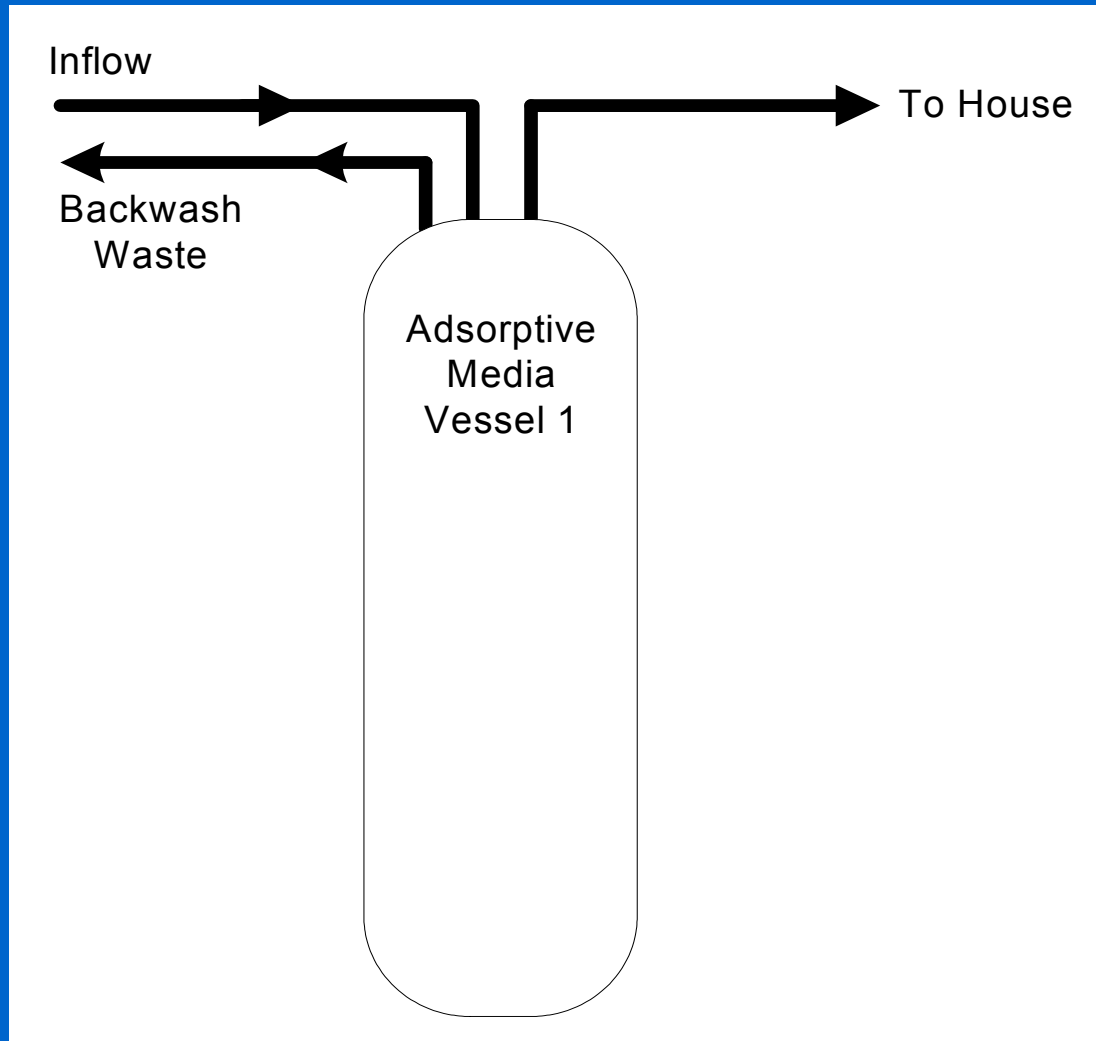 Inflow
To House
Backwash
Waste
Adsorptive
Media
Vessel 1